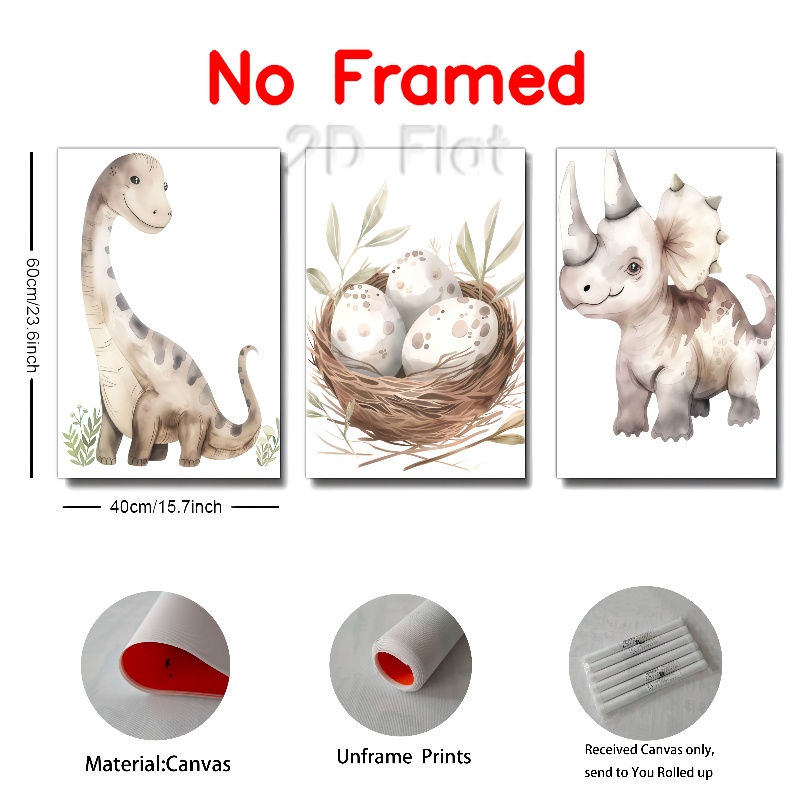 No Framed
2D Flat
60cm/23.6inch
40cm/15.7inch
Material:Canvas
Unframe Prints
Received Canvas only,
send to You Rolled up